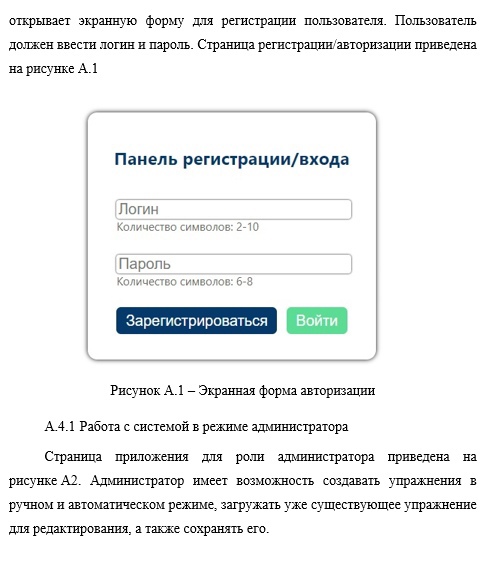 открывает экранную форму для регистрации пользователя. Пользователь
должен ввести логин и пароль. Страница регистрации/авторизации приведена
на рисунке А.1
Панель регистрации/входа
Логин
Количество символов: 2-10
Пароль
Количество символов: 6-8
Зарегистрироваться Войти
Рисунок А.1 – Экранная форма авторизации
А.4.1 Работа с системой в режиме администратора
Страница приложения для роли администратора приведена на
рисунке А2. Администратор имеет возможность создавать упражнения в
ручном и автоматическом режиме, загружать уже существующее упражнение
для редактирования, а также сохранять его.